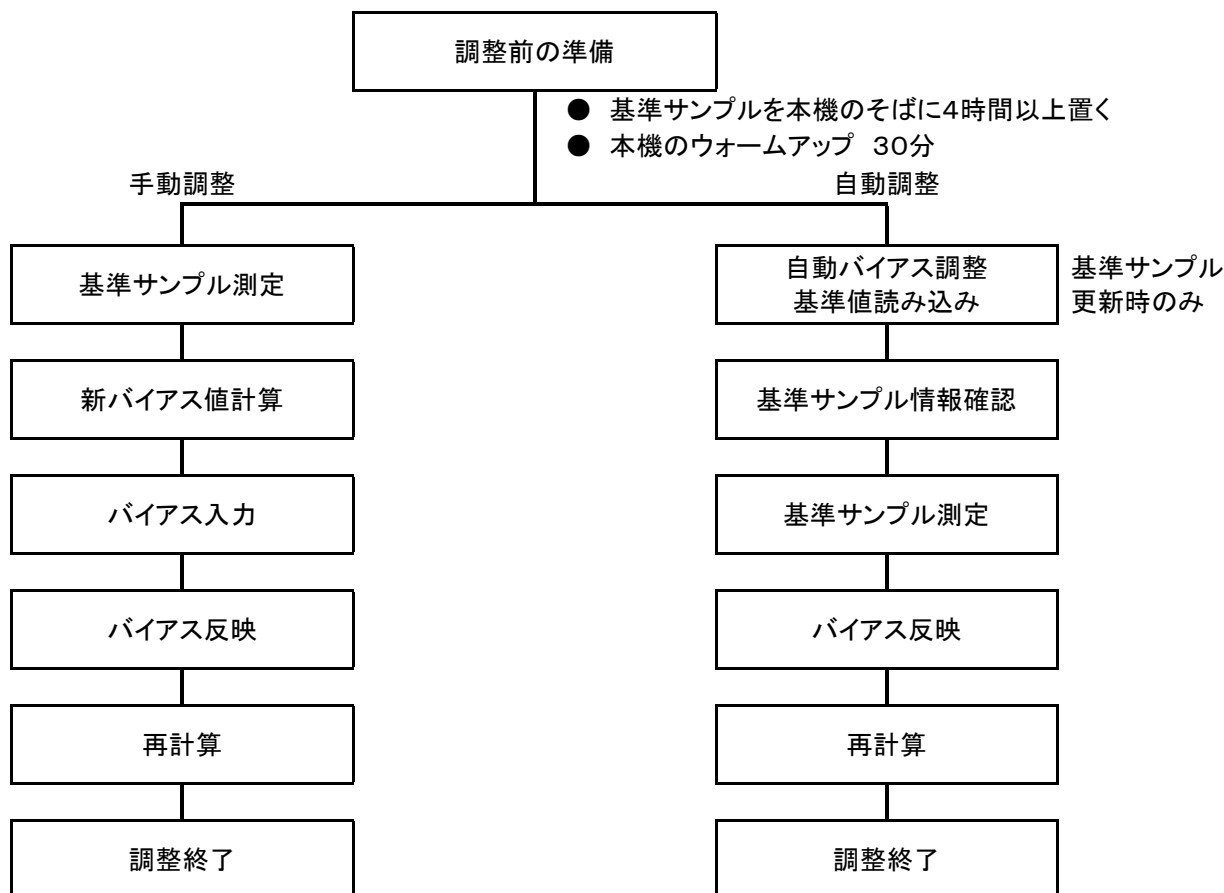 調整前の準備
● 基準サンプルを本機のそばに4時間以上置く
● 本機のウォームアップ 30分
手動調整
自動調整
基準サンプル測定
新バイアス値計算
バイアス入力
バイアス反映
再計算
調整終了
自動バイアス調整
基準値読み込み
基準サンプル
更新時のみ
基準サンプル情報確認
基準サンプル測定
バイアス反映
再計算
調整終了